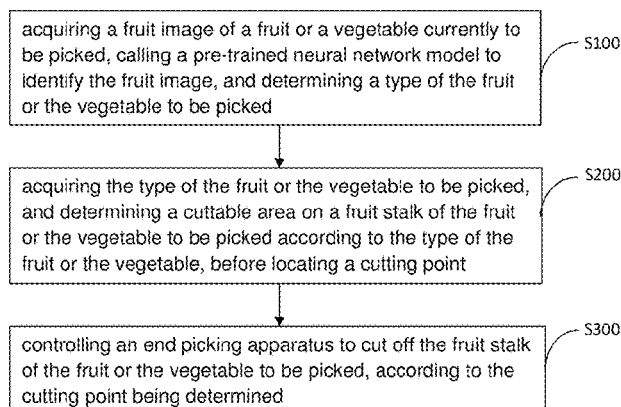 acquiring a fruit image of a fruit or a vegetable currently to
be picked, calling a pre-trained neural network model to
identify the fruit image, and determining a type of the fruit
or the vegetable to be picked
S100
acquiring the type of the fruit or the vegetable to be picked,
and determining a cuttable area on a fruit stalk of the fruit
or the vegetable to be picked according to the type of the
fruit or the vegetable, before locating a cutting point
S200
controlling an end picking apparatus to cut off the fruit stalk
of the fruit or the vegetable to be picked, according to the
cutting point being determined
S300